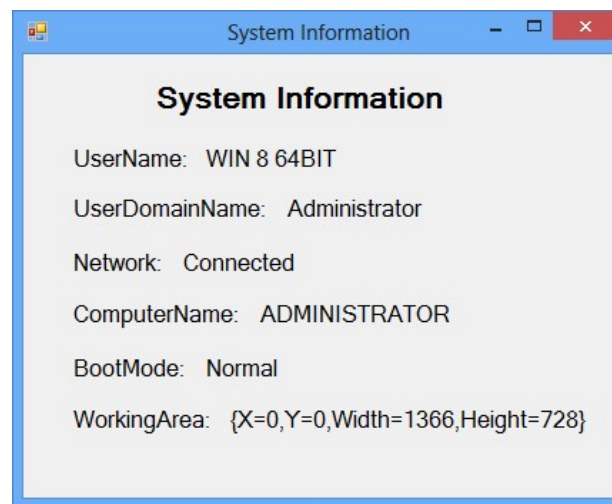 System Information
System Information
UserName: WIN 8 64BIT
UserDomainName: Administrator
Network: Connected
ComputerName: ADMINISTRATOR
BootMode: Normal
WorkingArea: {X=0,Y=0,Width=1366,Height=728}